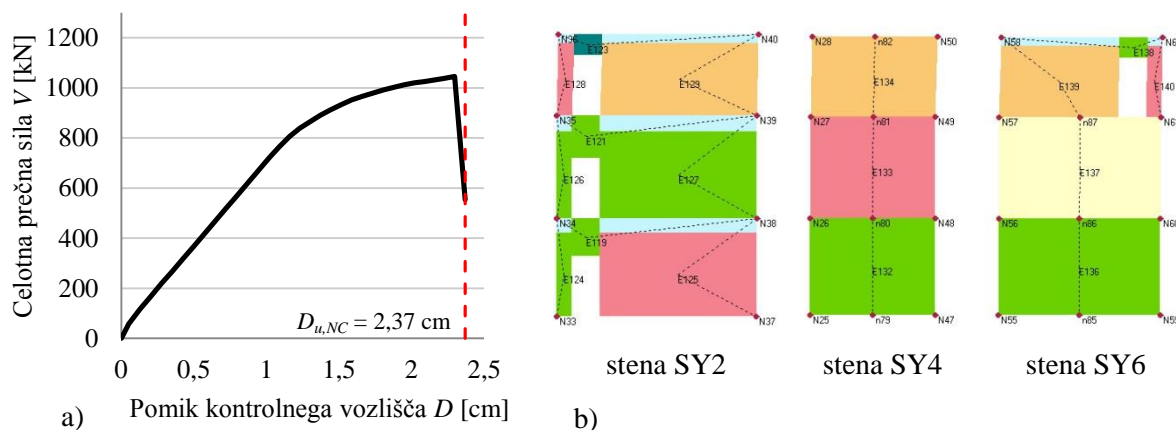 a)
Celotna prečna sila V [kN]
1200
1000
800
600
400
200
0
0 0,5 1 1,5 2 2,5
D_u,NC = 2,37 cm
Pomik kontrolnega vozlišča D [cm]
b)
N36 E123 N40
E128 E129
N35 E121 N39
E126 E127
N34 E119 N38
E124 E125
N33 N37
stena SY2
N28 n82 N50
E134
N27 n81 N49
E133
N26 n80 N48
E132
N25 n79 N47
stena SY4
N58 E138
E139 E140
N57 n87
E137
N56 n86
E136
N55 n85
stena SY6